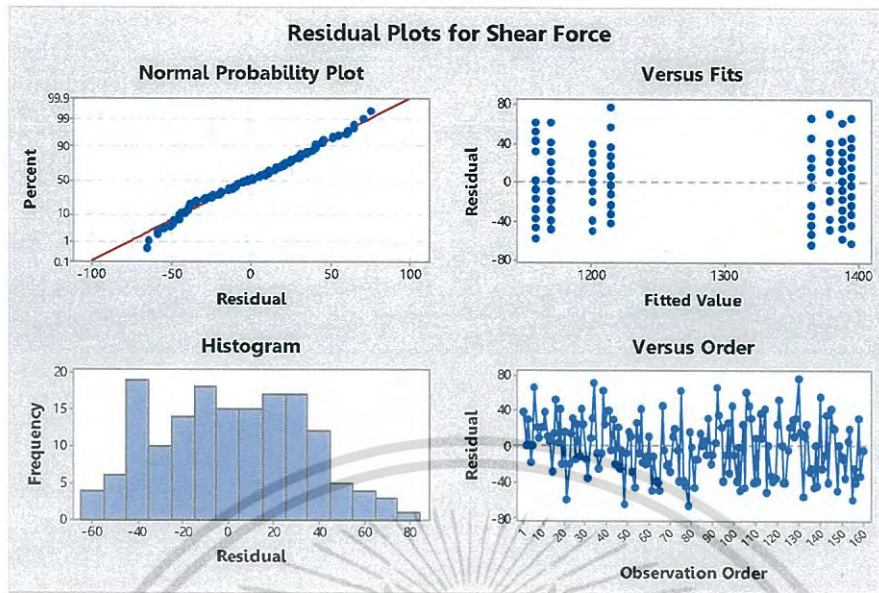 Residual Plots for Shear Force
Normal Probability Plot
99.9
99
90
50
10
1
0.1
Percent
-100 -50 0 50 100
Residual
Versus Fits
80
40
0
-40
-80
Residual
1200 1300 1400
Fitted Value
Histogram
20
15
10
5
0
Frequency
-60 -40 -20 0 20 40 60 80
Residual
Versus Order
80
40
0
-40
-80
Residual
1 10 20 30 40 50 60 70 80 90 100 110 120 130 140 150 160
Observation Order